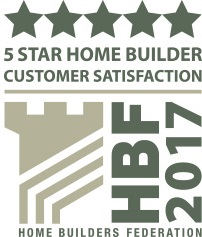 5 STAR HOME BUILDER
CUSTOMER SATISFACTION
HBF
2017
HOME BUILDERS FEDERATION